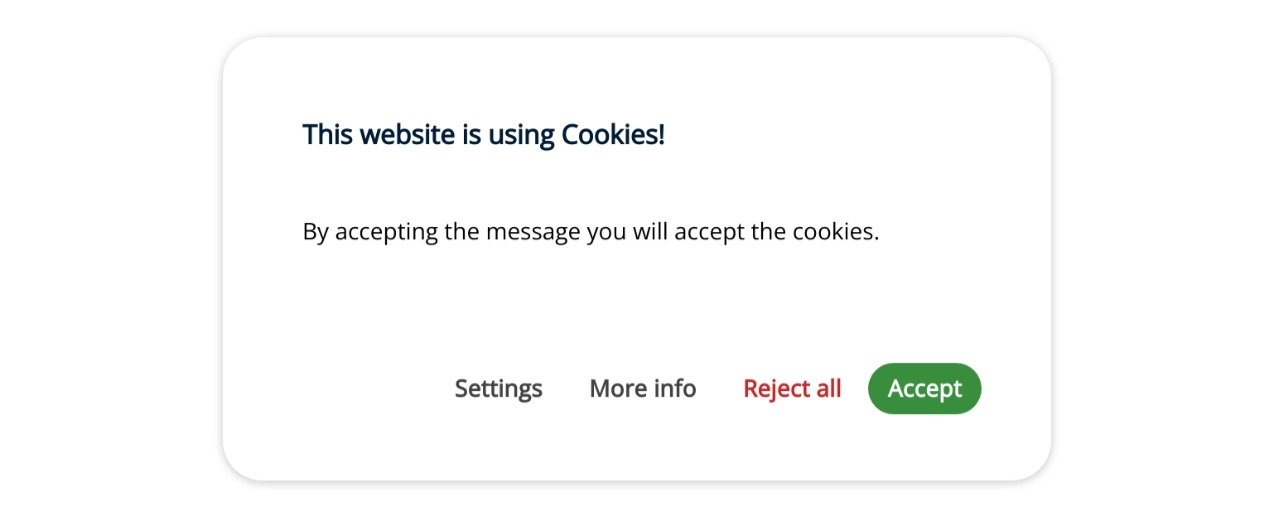 This website is using Cookies!
By accepting the message you will accept the cookies.
Settings More info Reject all Accept